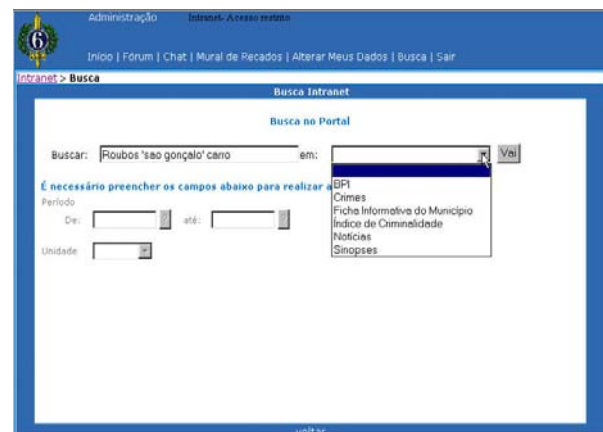 Administração Intranet- Acesso restrito
6
Início | Fórum | Chat | Mural de Recados | Alterar Meus Dados | Busca | Sair
Intranet > Busca
Busca Intranet
Busca no Portal
Buscar: Roubos 'sao gonçalo' carro em: Vai
É necessário preencher os campos abaixo para realizar a
BPI
Crimes
Ficha Informativa do Município
Índice de Criminalidade
Notícias
Sinopses
Período
De: até:
Unidade
voltar